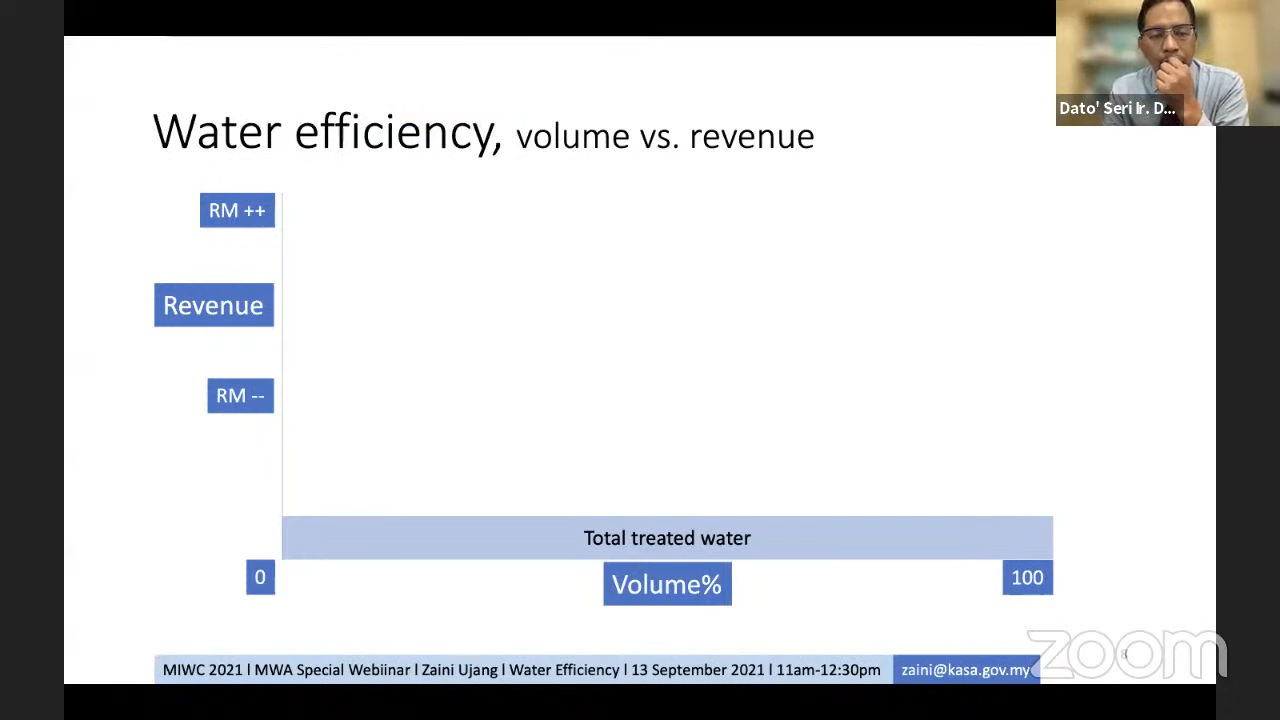 Dato' Seri Ir. D...
Water efficiency, volume vs. revenue
RM ++
Revenue
RM --
Total treated water
0
Volume%
100
MIWC 2021 l MWA Special Webiinar l Zaini Ujang l Water Efficiency l 13 September 2021 l 11am-12:30pm
zaini@kasa.gov.my
8
zoom